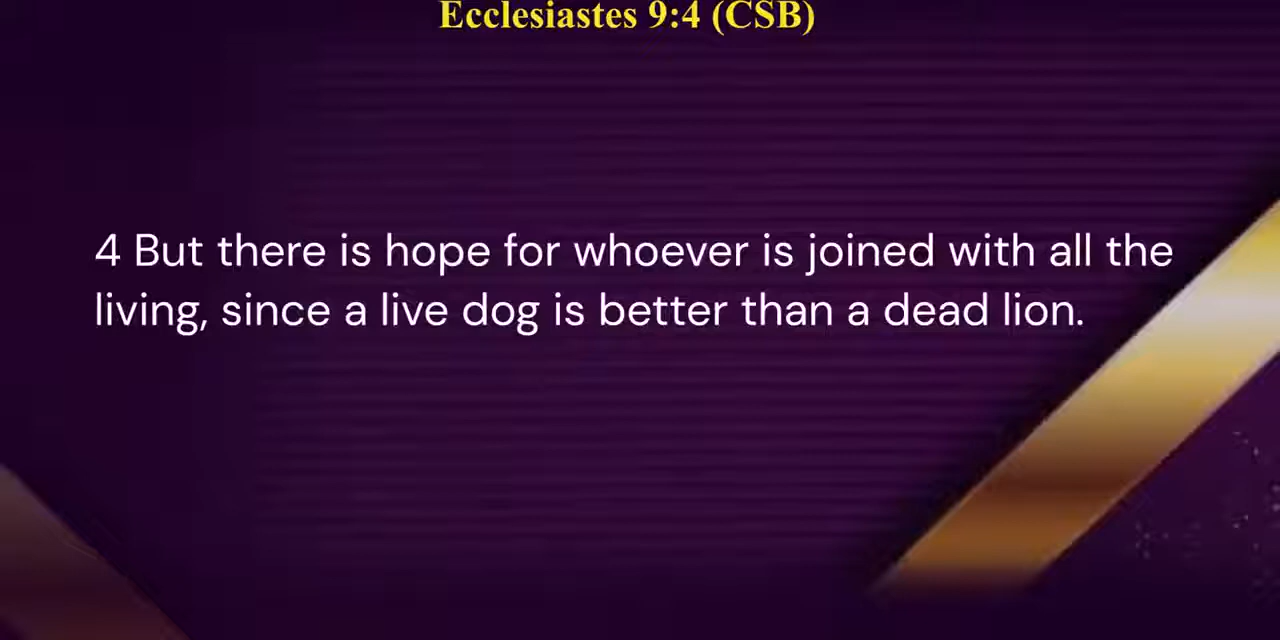 Ecclesiastes 9:4 (CSB)
4 But there is hope for whoever is joined with all the
living, since a live dog is better than a dead lion.